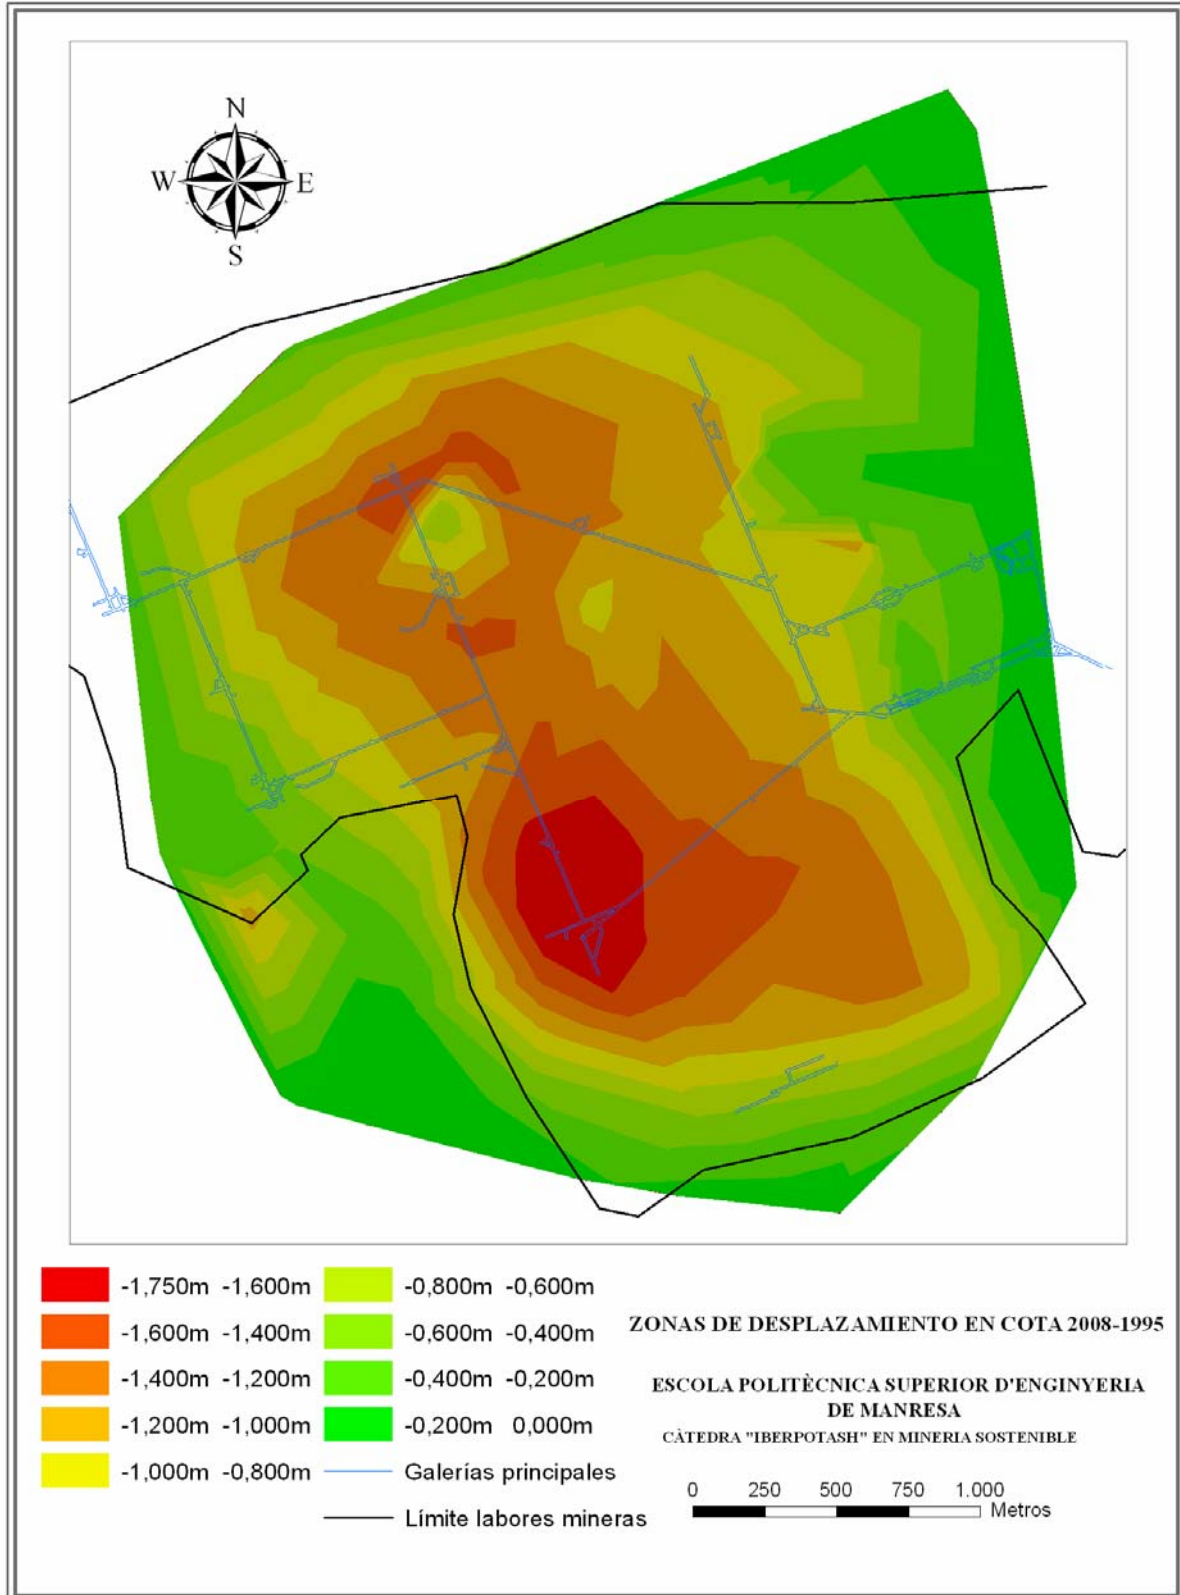 N
W E
S
-1,750m -1,600m
-1,600m -1,400m
-1,400m -1,200m
-1,200m -1,000m
-1,000m -0,800m
-0,800m -0,600m
-0,600m -0,400m
-0,400m -0,200m
-0,200m 0,000m
Galerías principales
Límite labores mineras
ZONAS DE DESPLAZAMIENTO EN COTA 2008-1995
ESCOLA POLITÈCNICA SUPERIOR D'ENGINYERIA
DE MANRESA
CÀTEDRA "IBERPOTASH" EN MINERIA SOSTENIBLE
0 250 500 750 1.000
Metros